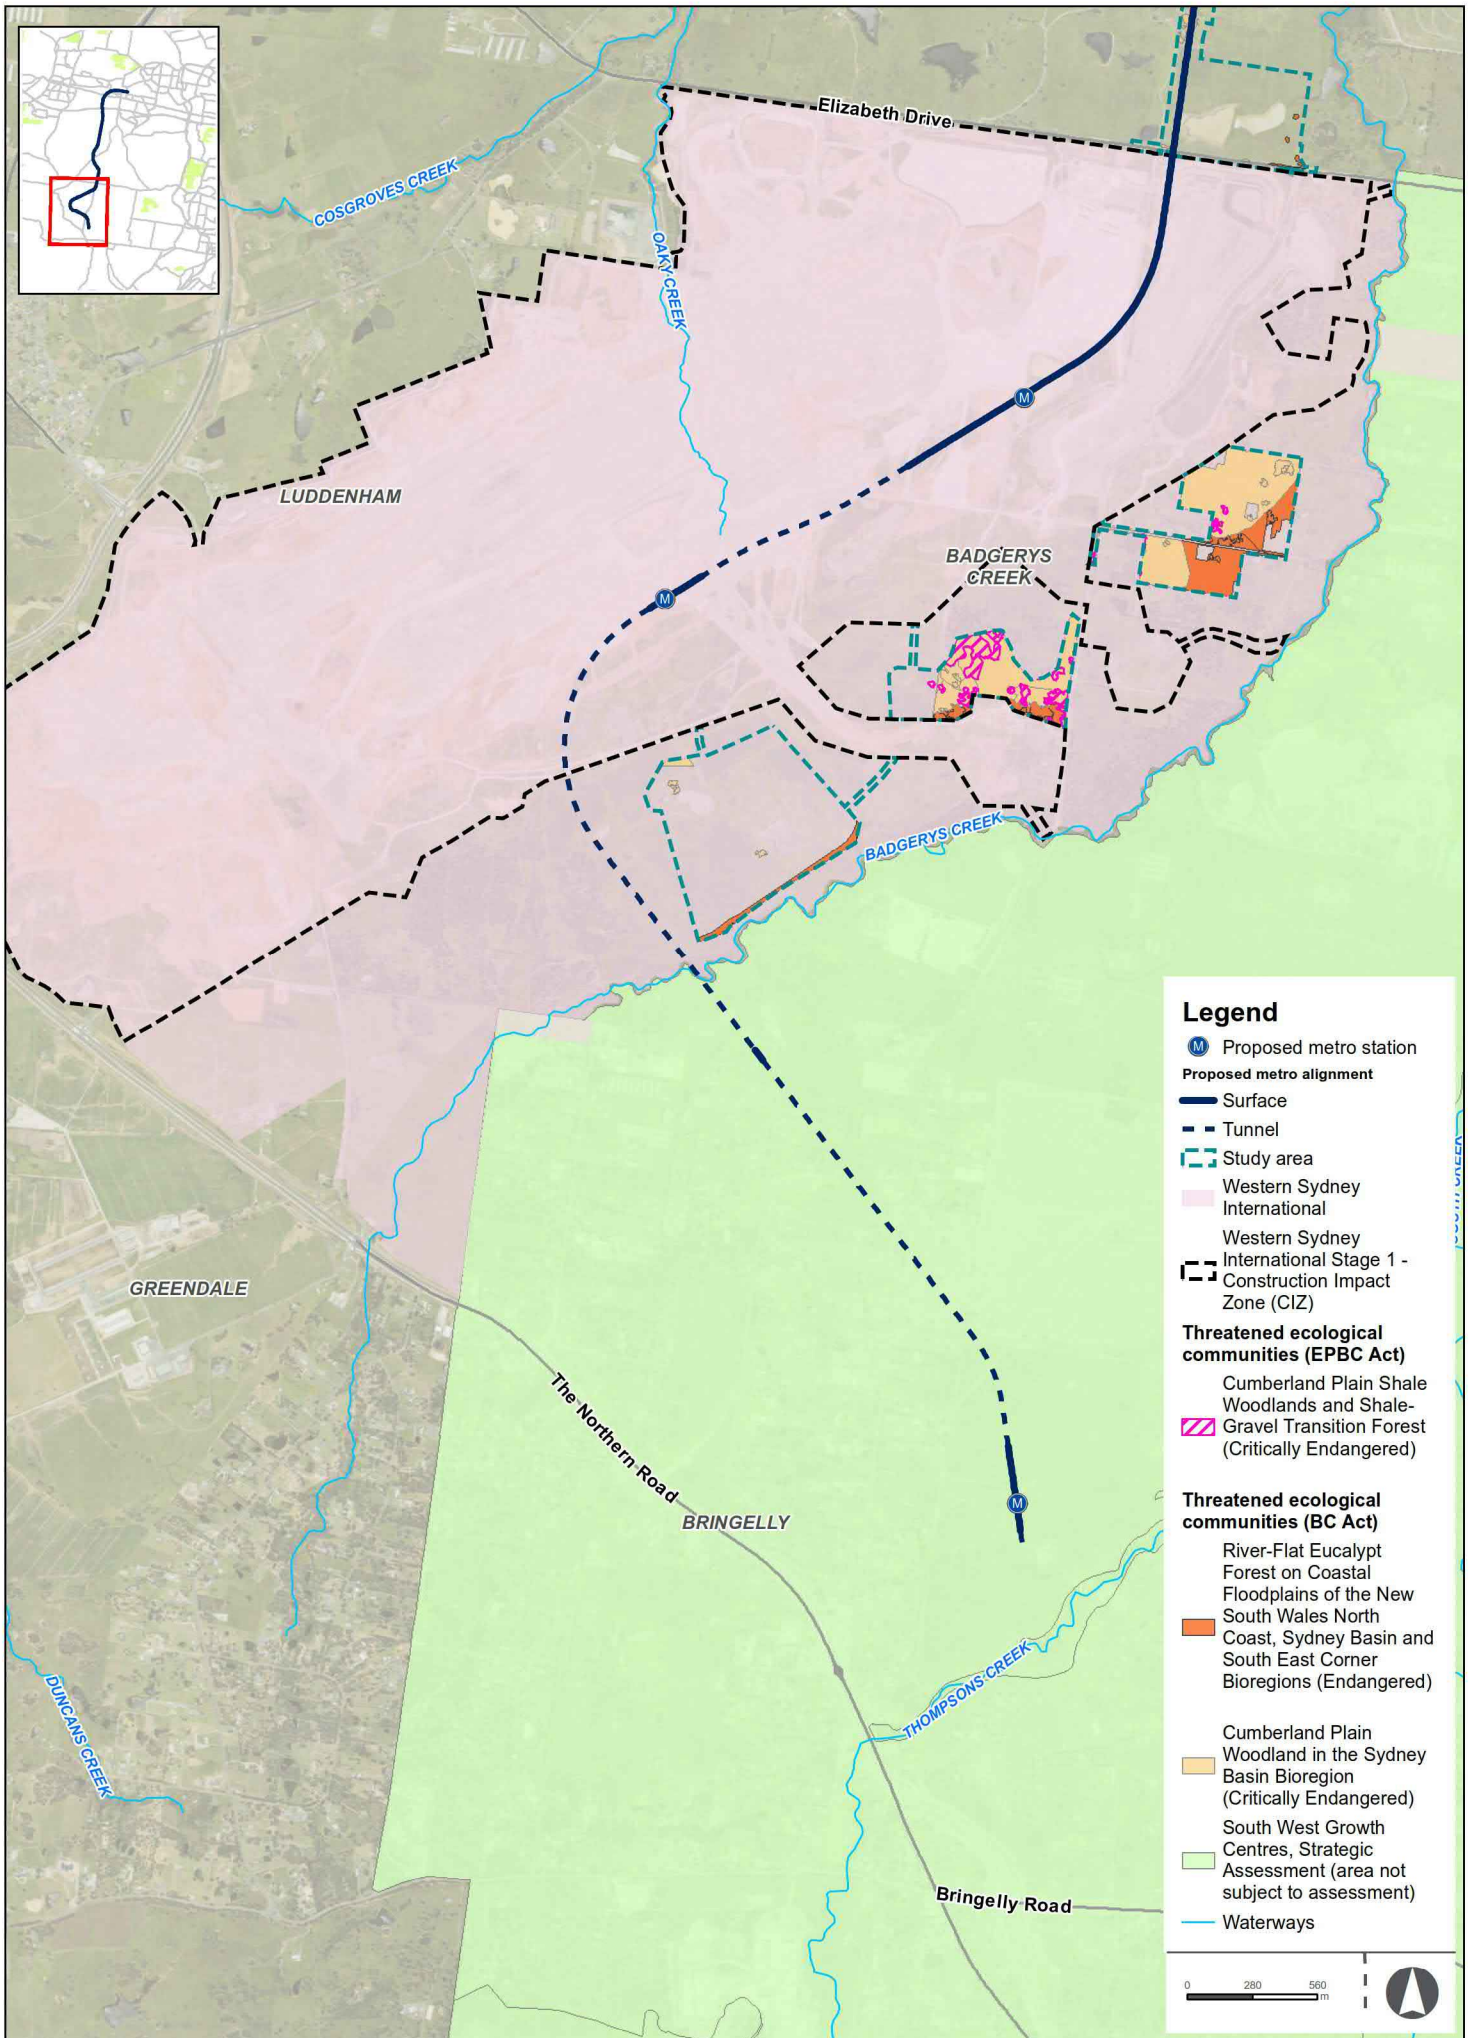 Elizabeth Drive
COSGROVES CREEK
OAKY CREEK
M
LUDDENHAM
BADGERYS
CREEK
M
BADGERYS CREEK
Legend
M Proposed metro station
Proposed metro alignment
Surface
Tunnel
Study area
Western Sydney
International
Western Sydney
International Stage 1 -
Construction Impact
Zone (CIZ)
Threatened ecological
communities (EPBC Act)
Cumberland Plain Shale
Woodlands and Shale-
Gravel Transition Forest
(Critically Endangered)
Threatened ecological
communities (BC Act)
River-Flat Eucalypt
Forest on Coastal
Floodplains of the New
South Wales North
Coast, Sydney Basin and
South East Corner
Bioregions (Endangered)
Cumberland Plain
Woodland in the Sydney
Basin Bioregion
(Critically Endangered)
South West Growth
Centres, Strategic
Assessment (area not
subject to assessment)
Waterways
0 280 560
m
GREENDALE
The Northern Road
M
BRINGELLY
THOMPSONS CREEK
DUNCANS CREEK
Bringelly Road